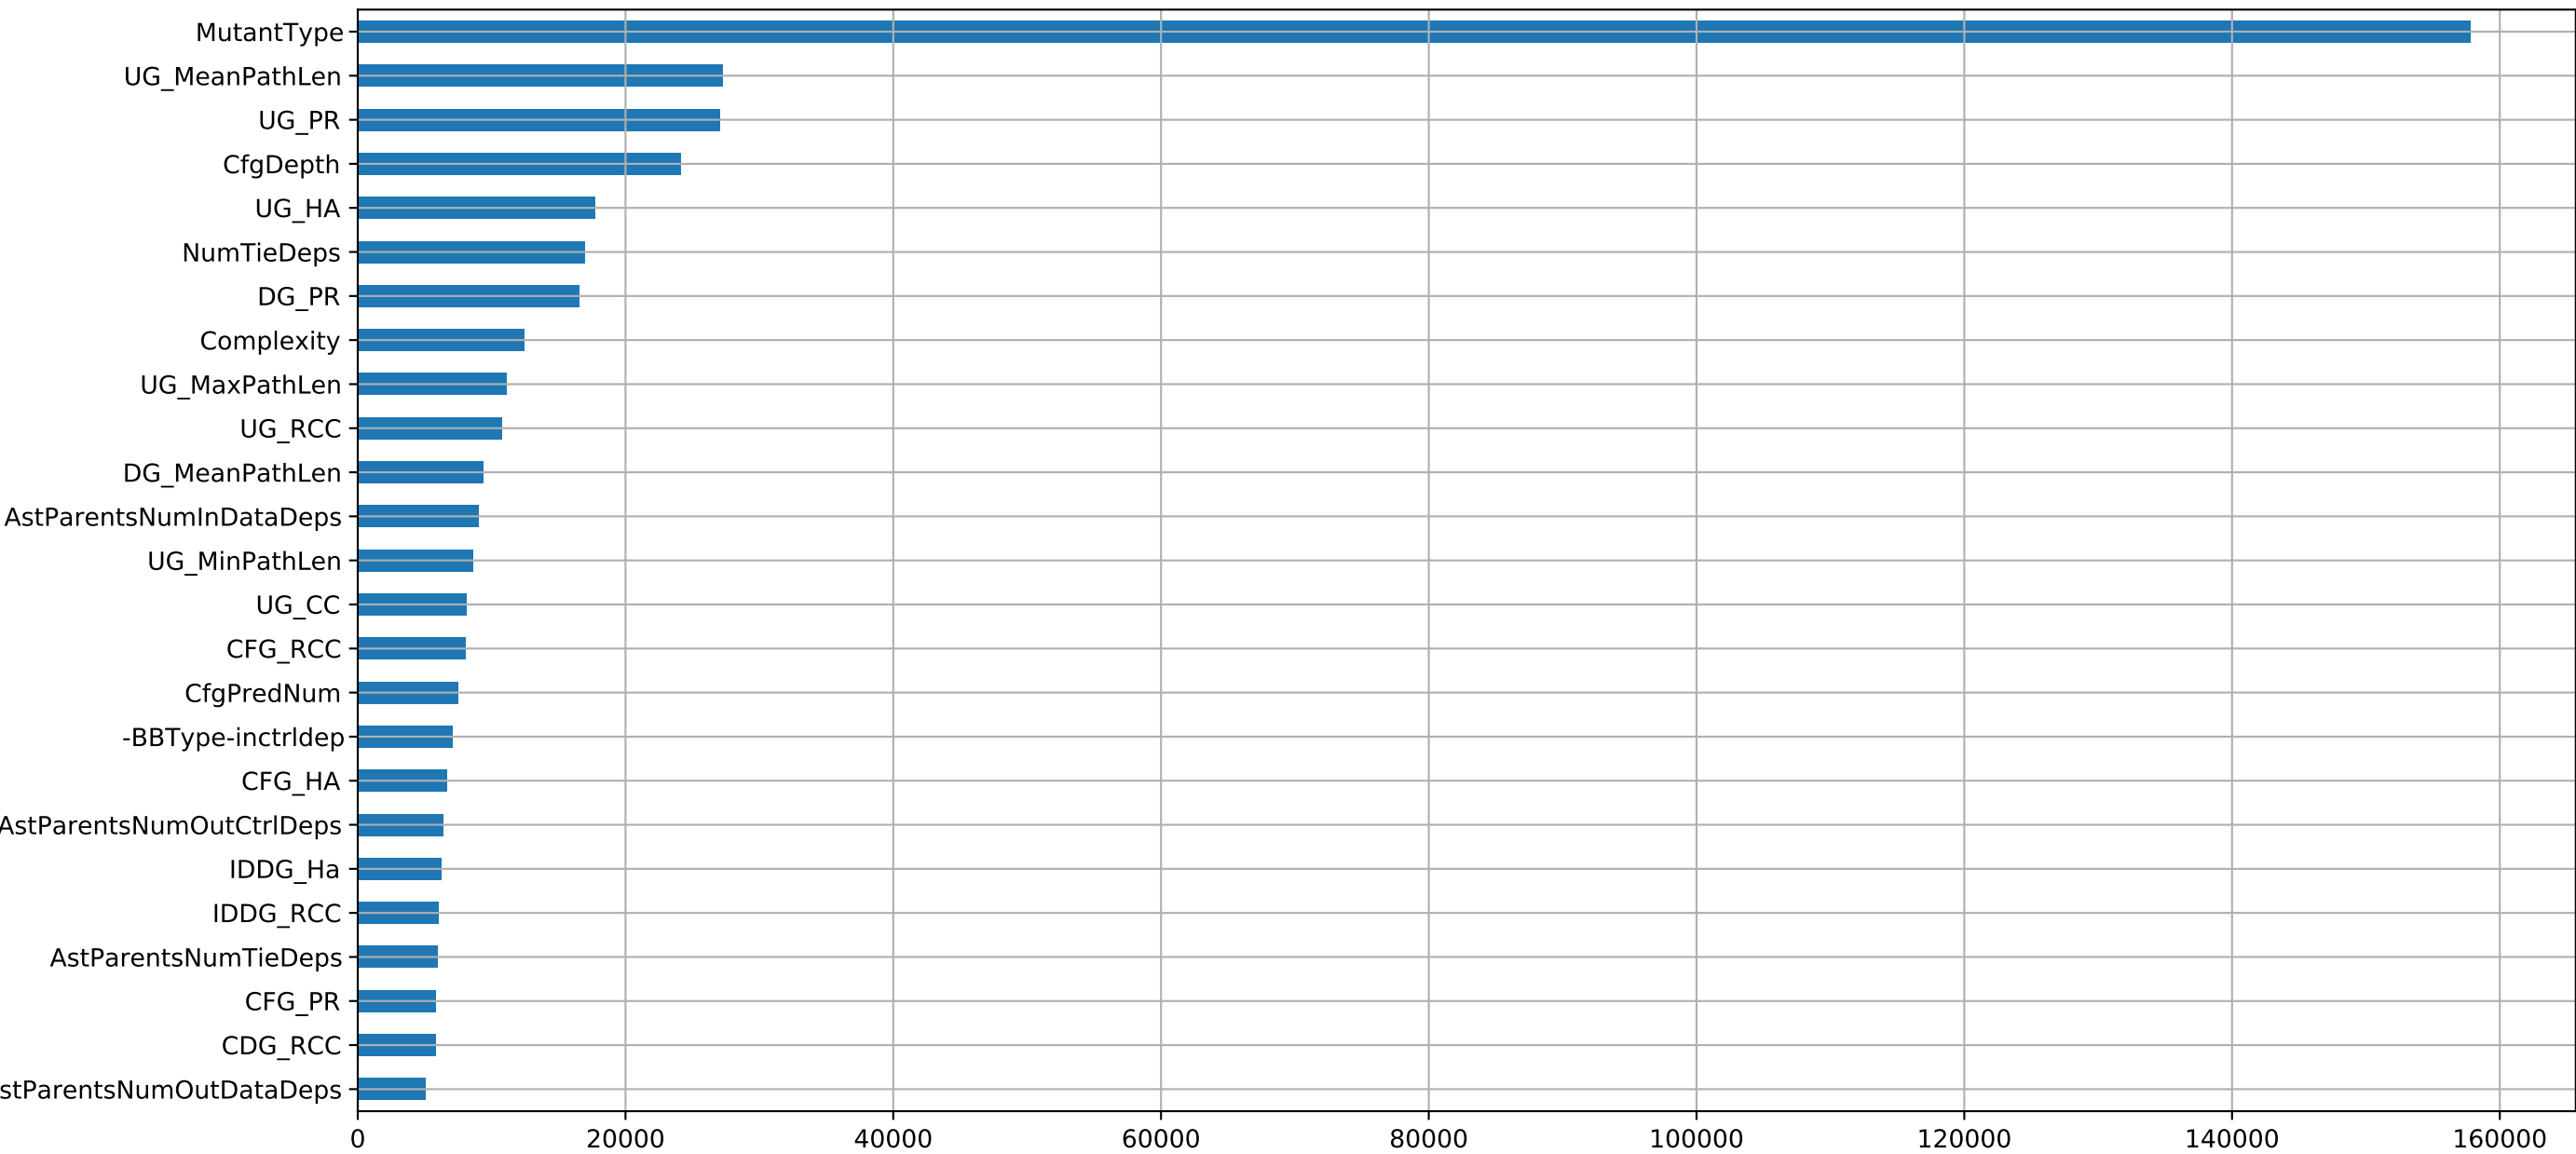 MutantType
UG_MeanPathLen
UG_PR
CfgDepth
UG_HA
NumTieDeps
DG_PR
Complexity
UG_MaxPathLen
UG_RCC
DG_MeanPathLen
AstParentsNumInDataDeps
UG_MinPathLen
UG_CC
CFG_RCC
CfgPredNum
-BBType-inctrldep
CFG_HA
AstParentsNumOutCtrlDeps
IDDG_Ha
IDDG_RCC
AstParentsNumTieDeps
CFG_PR
CDG_RCC
stParentsNumOutDataDeps
0 20000 40000 60000 80000 100000 120000 140000 160000